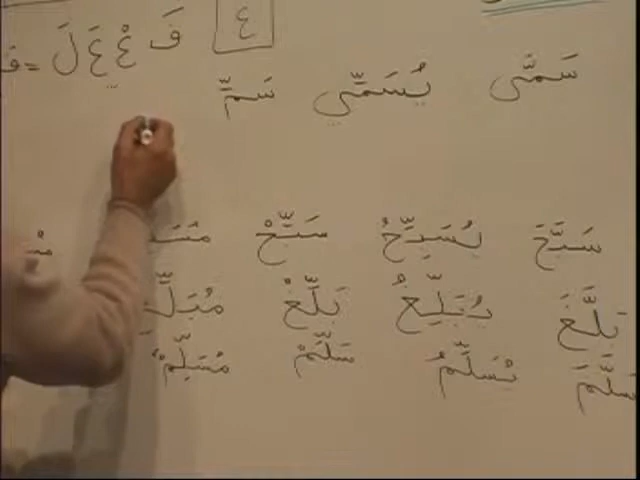 ٤
فَ عْ عَ لَ =
سَمَّى يُسَمِّي سَمِّ
سَبَّحَ يُسَبِّحُ سَبِّحْ
بَلَّغَ يُبَلِّغُ بَلِّغْ
سَلَّمَ يُسَلِّمُ سَلِّمْ مُسَلِّمٌ